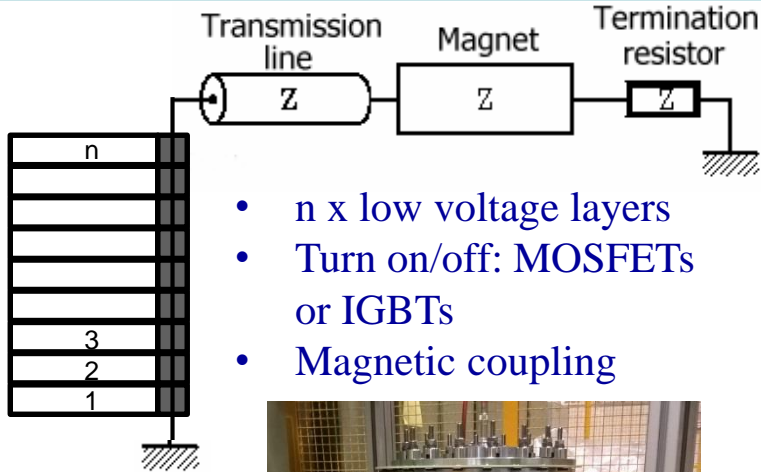 Transmission
line
Magnet
Termination
resistor
Z
Z
Z
n
3
2
1
• n x low voltage layers
• Turn on/off: MOSFETs
or IGBTs
• Magnetic coupling